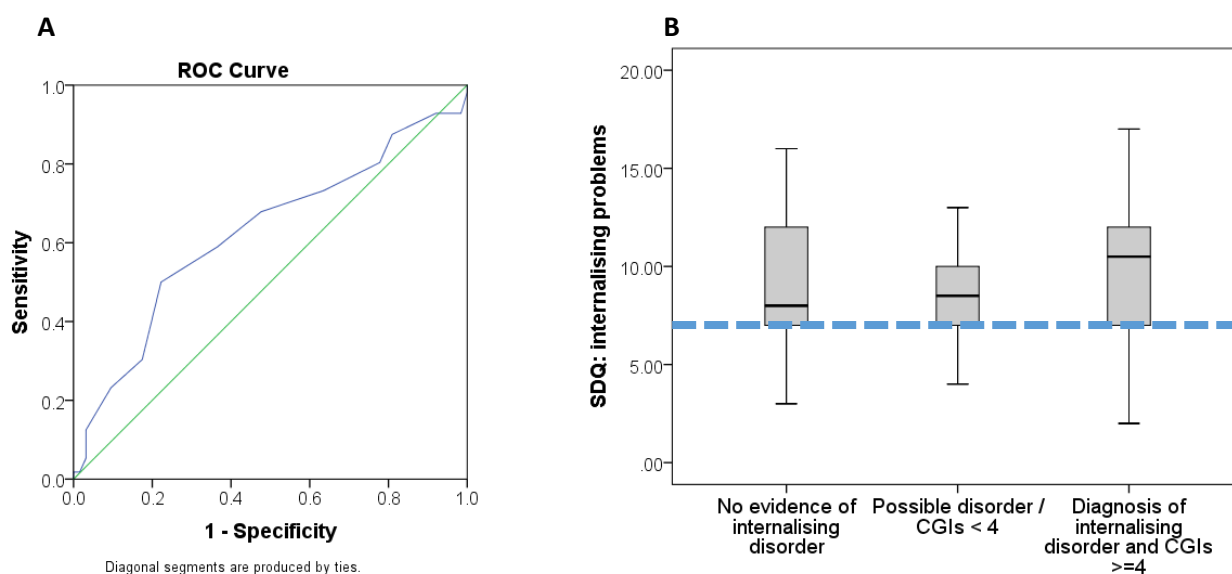 A
ROC Curve
Sensitivity
1.0
0.8
0.6
0.4
0.2
0.0
0.0 0.2 0.4 0.6 0.8 1.0
1 - Specificity
Diagonal segments are produced by ties.
B
SDQ: internalising problems
20.00
15.00
10.00
5.00
.00
No evidence of
internalising
disorder
Possible disorder /
CGIs < 4
Diagnosis of
internalising
disorder and CGIs
>=4